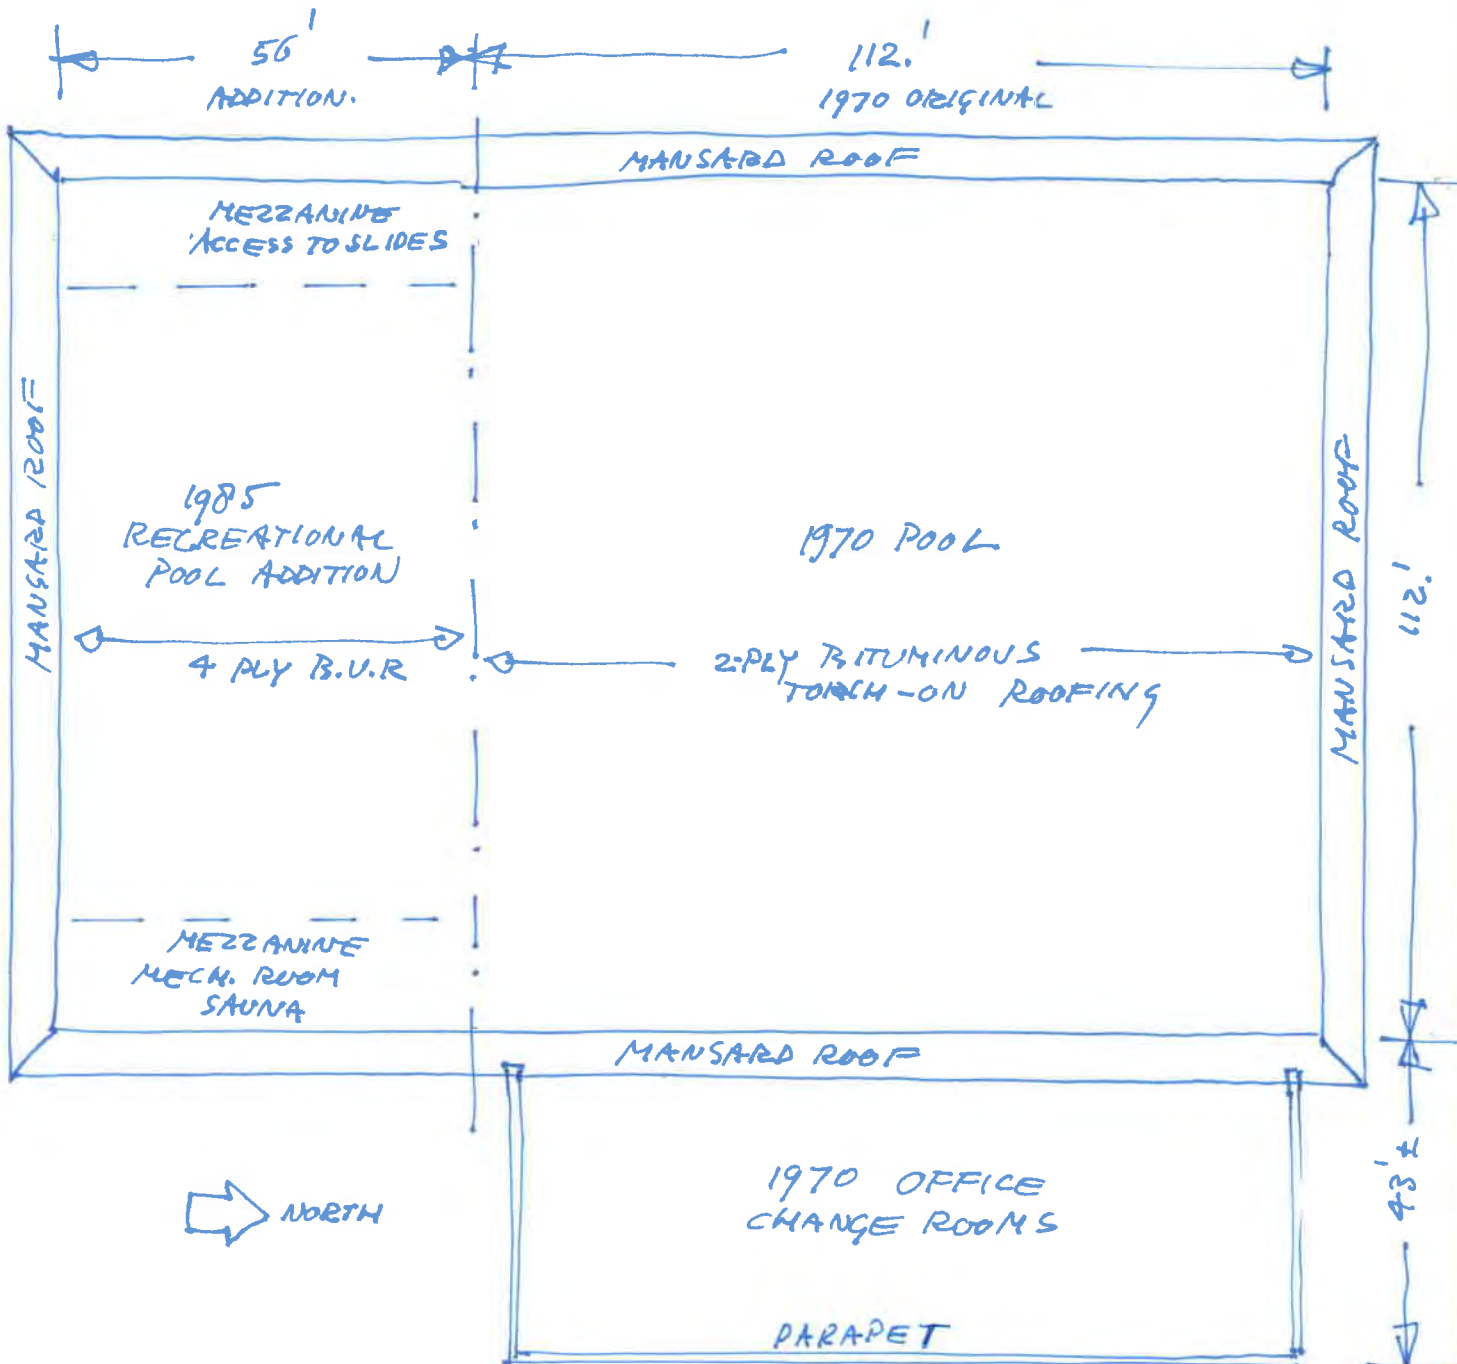 56'
ADDITION.
112.'
1970 ORIGINAL
MANSARD ROOF
MEZZANINE
ACCESS TO SLIDES
MANSARD ROOF
1985
RECREATIONAL
POOL ADDITION
4 PLY B.U.R
1970 POOL
2-PLY BITUMINOUS
TORCH-ON ROOFING
MANSARD ROOF
112.'
MEZZANINE
MECH. ROOM
SAUNA
MANSARD ROOF
NORTH
1970 OFFICE
CHANGE ROOMS
43'±
PARAPET